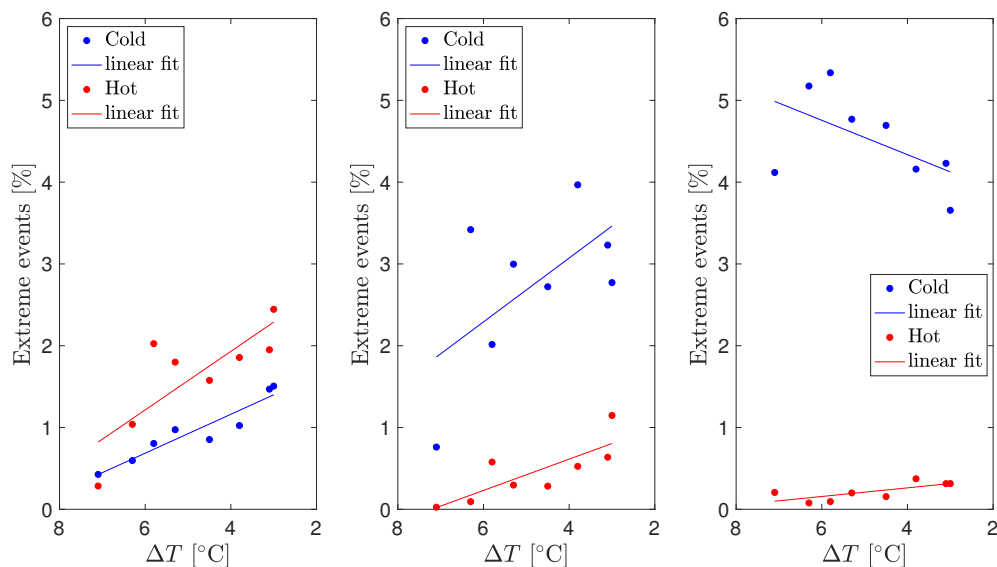 6
5
4
3
2
1
0
Extreme events [%]
Cold
linear fit
Hot
linear fit
8 6 4 2
ΔT [°C]
6
5
4
3
2
1
0
Extreme events [%]
Cold
linear fit
Hot
linear fit
8 6 4 2
ΔT [°C]
6
5
4
3
2
1
0
Extreme events [%]
Cold
linear fit
Hot
linear fit
8 6 4 2
ΔT [°C]